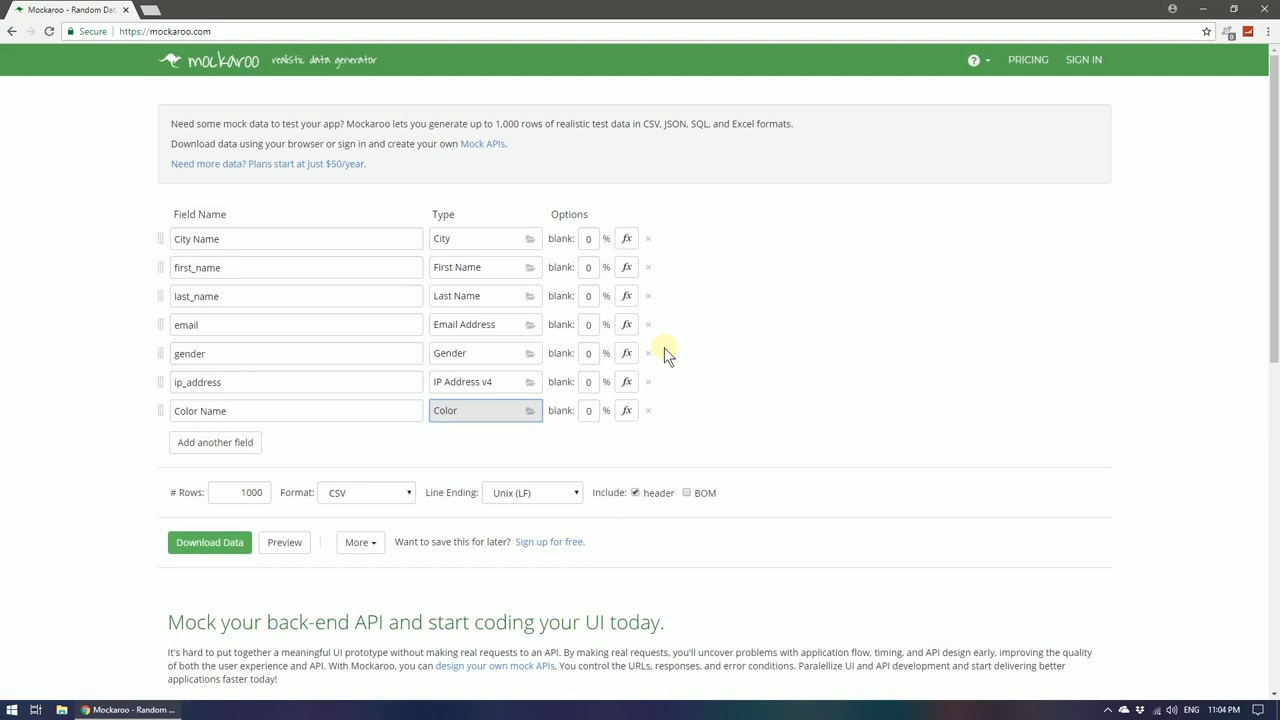 Mockaroo - Random Dat
Secure https://mockaroo.com
mockaroo realistic data generator
? PRICING SIGN IN
Need some mock data to test your app? Mockaroo lets you generate up to 1,000 rows of realistic test data in CSV, JSON, SQL, and Excel formats.
Download data using your browser or sign in and create your own Mock APIs.
Need more data? Plans start at just $50/year.
Field Name Type Options
City Name City blank: 0 % fx ×
first_name First Name blank: 0 % fx ×
last_name Last Name blank: 0 % fx ×
email Email Address blank: 0 % fx ×
gender Gender blank: 0 % fx ×
ip_address IP Address v4 blank: 0 % fx ×
Color Name Color blank: 0 % fx ×
Add another field
# Rows: 1000 Format: CSV Line Ending: Unix (LF) Include: header BOM
Download Data Preview More Want to save this for later? Sign up for free.
Mock your back-end API and start coding your UI today.
It's hard to put together a meaningful UI prototype without making real requests to an API. By making real requests, you'll uncover problems with application flow, timing, and API design early, improving the quality
of both the user experience and API. With Mockaroo, you can design your own mock APIs, You control the URLs, responses, and error conditions. Paralellize UI and API development and start delivering better
applications faster today!
Mockaroo - Random ... 11:04 PM